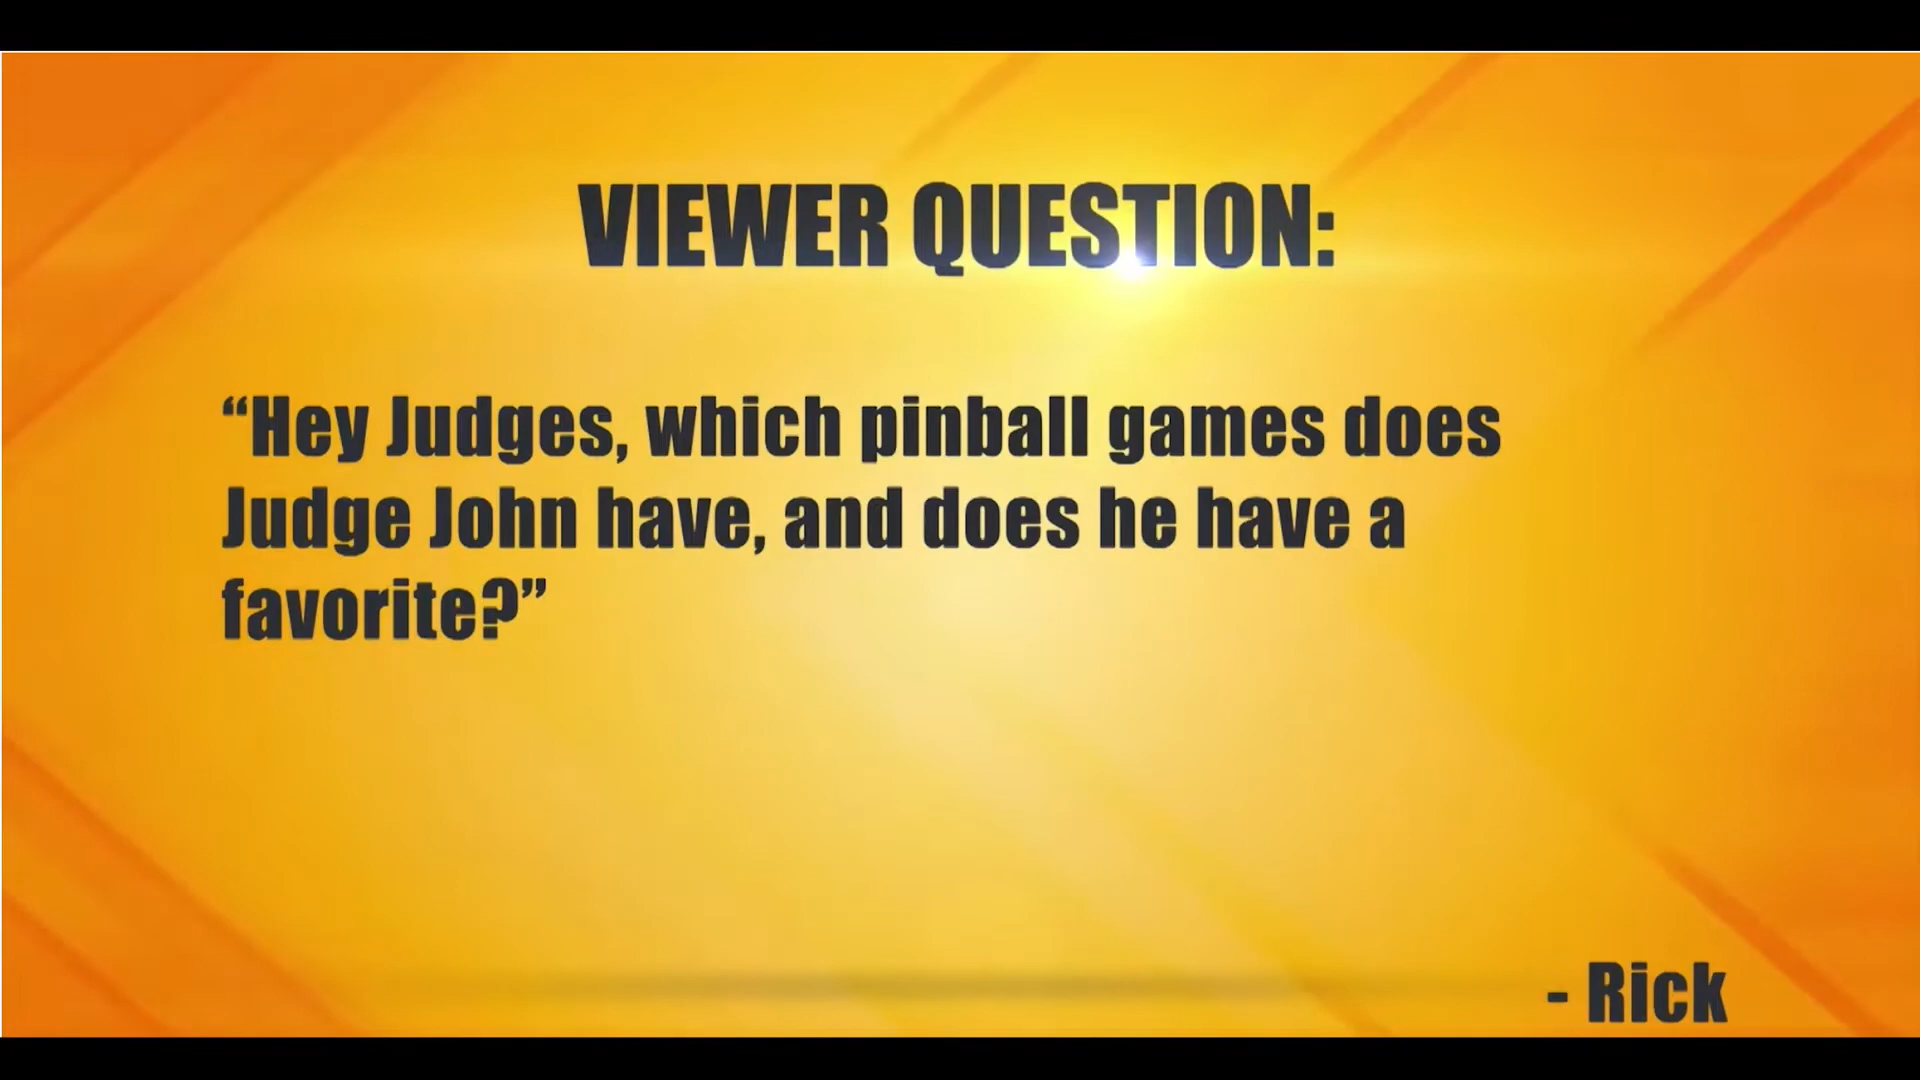 VIEWER QUESTION:
“Hey Judges, which pinball games does
Judge John have, and does he have a
favorite?”
- Rick